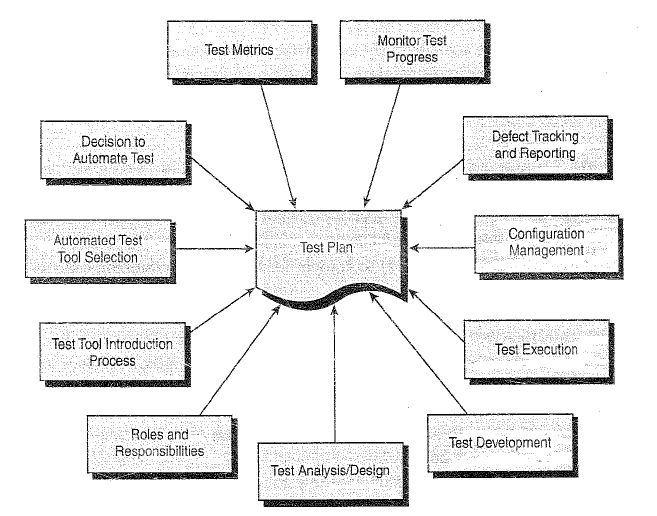 Test Metrics
Monitor Test
Progress
Decision to
Automate Test
Defect Tracking
and Reporting
Automated Test
Tool Selection
Test Plan
Configuration
Management
Test Tool Introduction
Process
Test Execution
Roles and
Responsibilities
Test Analysis/Design
Test Development